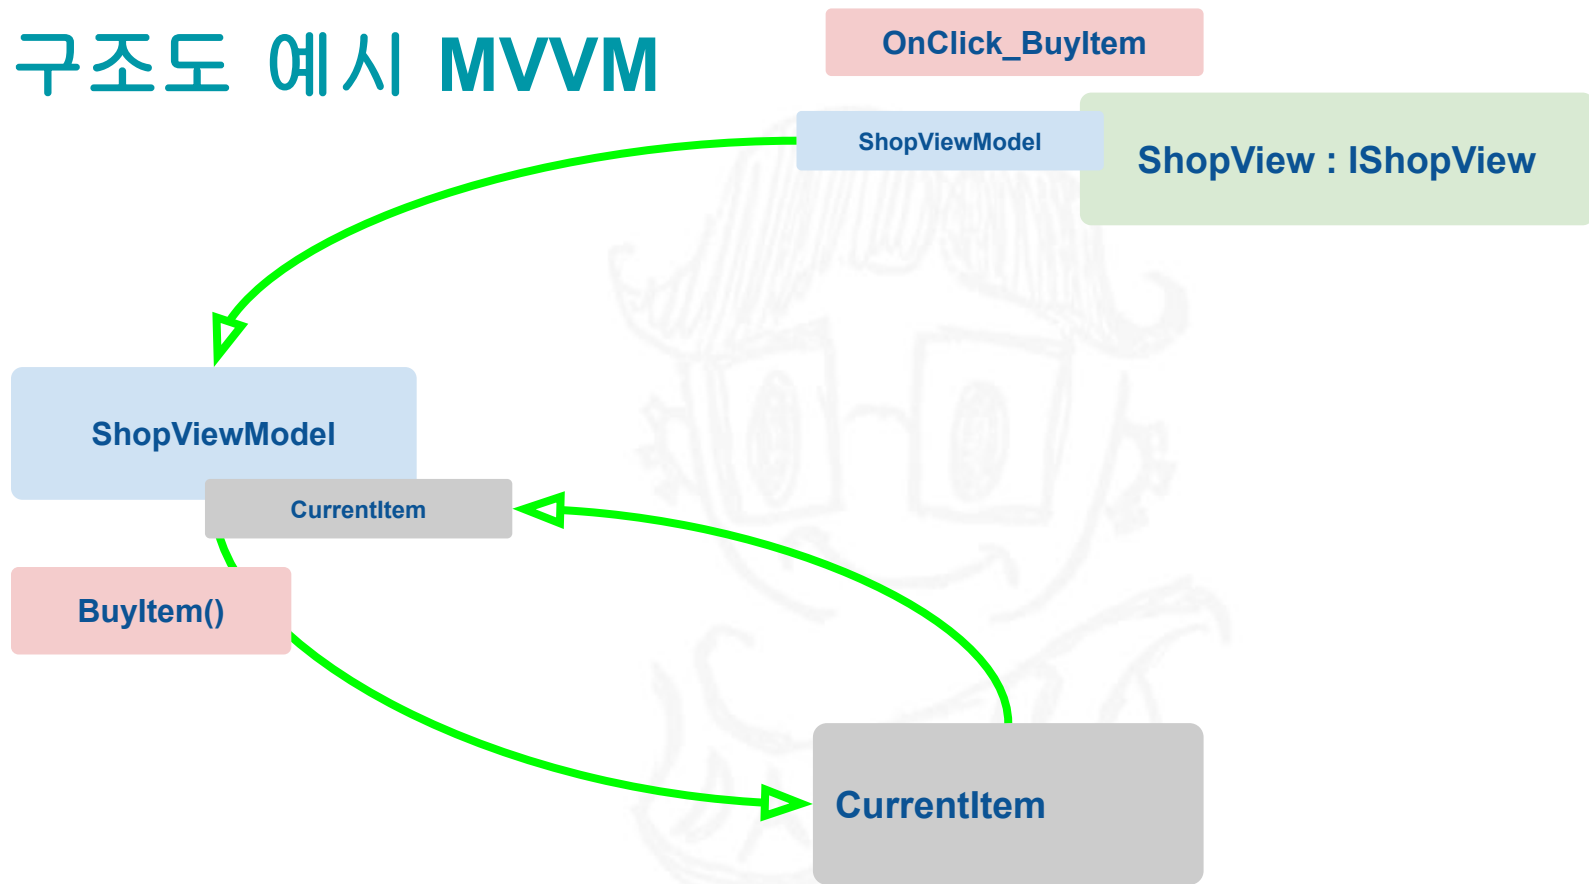 구조도 예시 MVVM
OnClick_BuyItem
ShopViewModel
ShopView : IShopView
ShopViewModel
CurrentItem
BuyItem()
CurrentItem